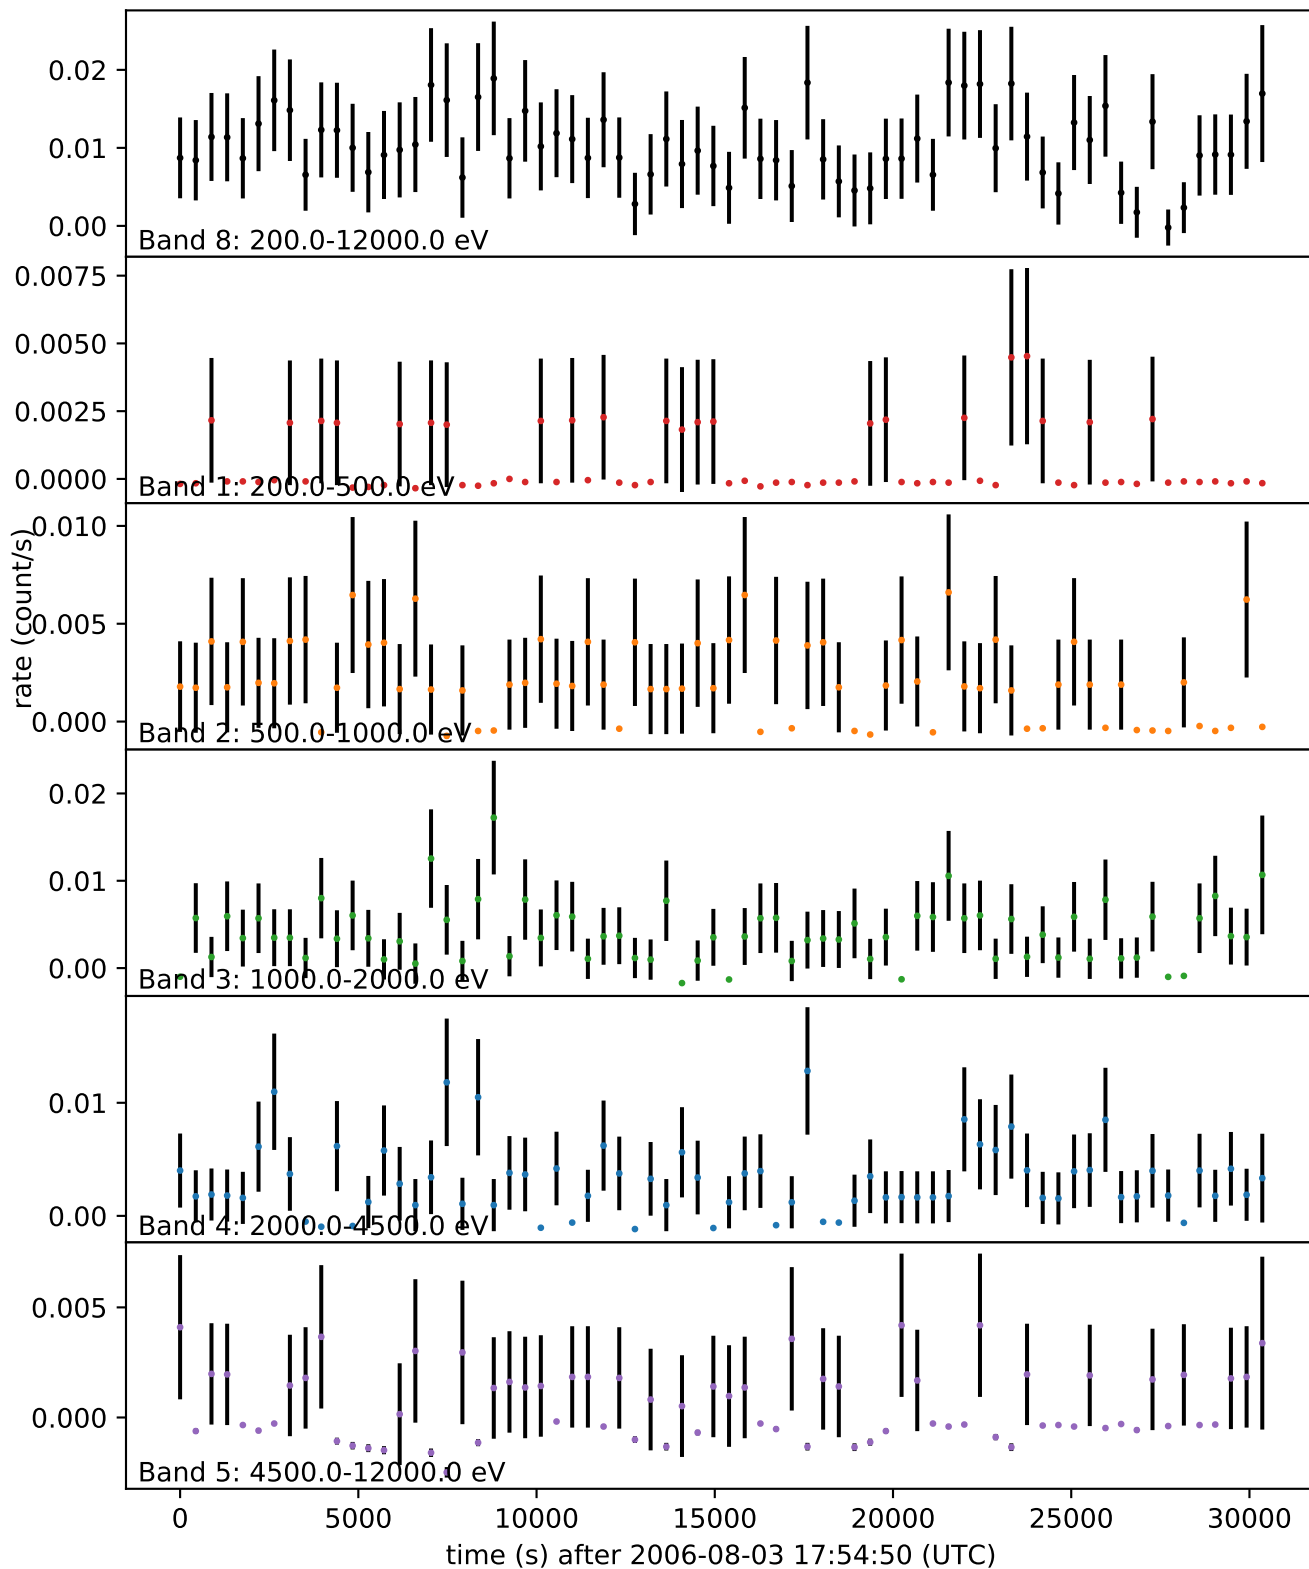 0.02
0.01
0.00
Band 8: 200.0-12000.0 eV
0.0075
0.0050
0.0025
0.0000
Band 1: 200.0-500.0 eV
rate (count/s)
0.010
0.005
0.000
Band 2: 500.0-1000.0 eV
0.02
0.01
0.00
Band 3: 1000.0-2000.0 eV
0.01
0.00
Band 4: 2000.0-4500.0 eV
0.005
0.000
Band 5: 4500.0-12000.0 eV
0 5000 10000 15000 20000 25000 30000
time (s) after 2006-08-03 17:54:50 (UTC)